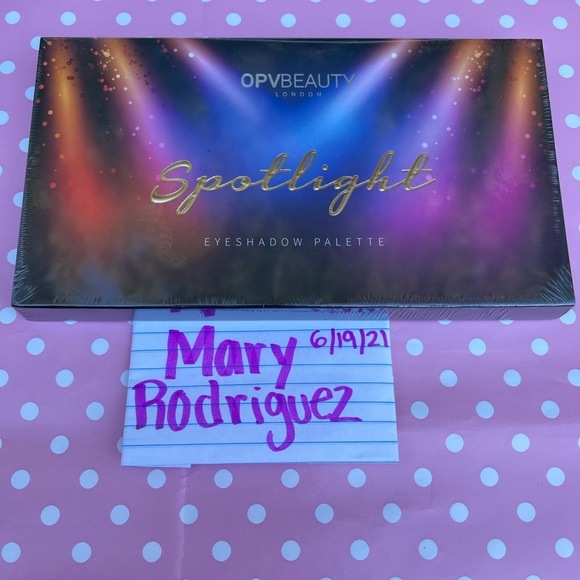 OPVBEAUTY
LONDON
Spotlight
EYESHADOW PALETTE
Mary 6/19/21
Rodriguez